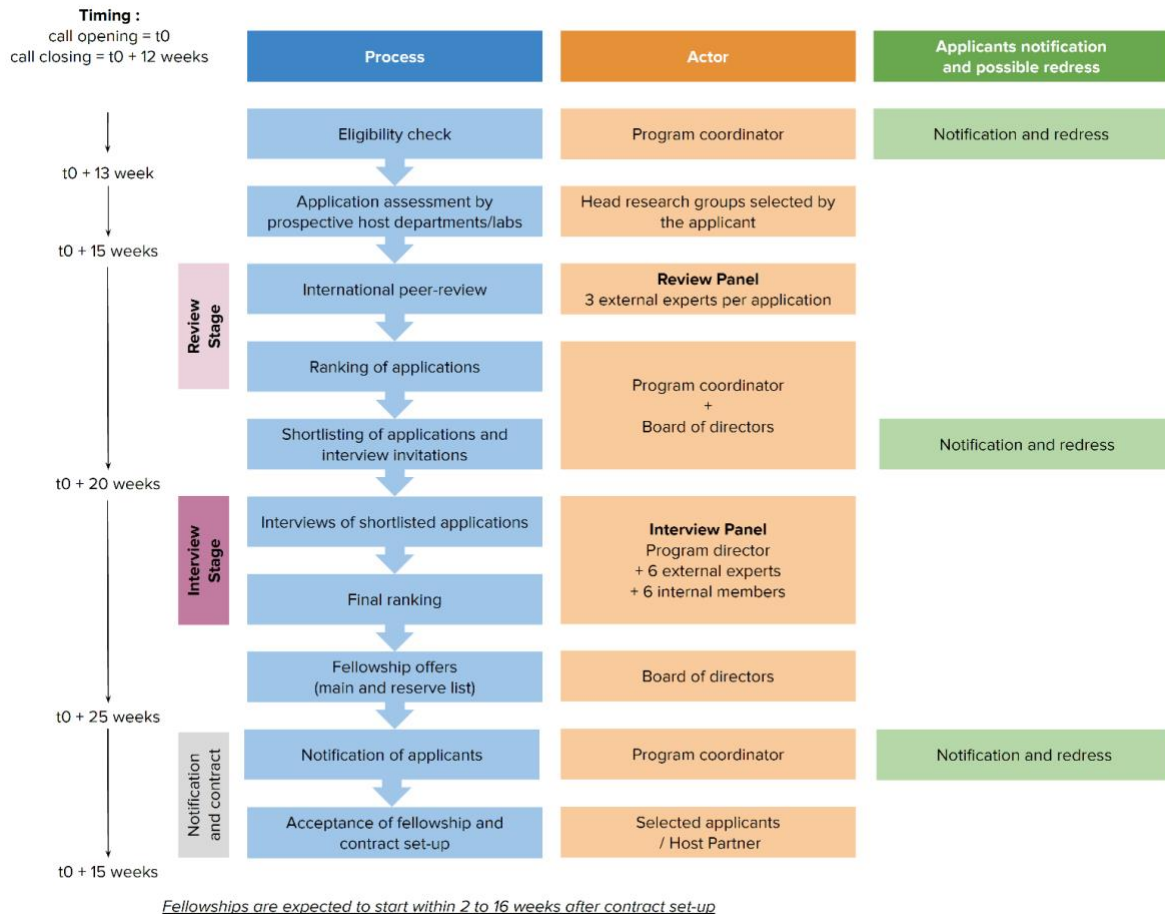 Timing :
call opening = t0
call closing = t0 + 12 weeks
Process
Actor
Applicants notification
and possible redress
Eligibility check
Program coordinator
Notification and redress
t0 + 13 week
Application assessment by
prospective host departments/labs
Head research groups selected by
the applicant
t0 + 15 weeks
Review
Stage
International peer-review
Review Panel
3 external experts per application
Ranking of applications
Program coordinator
+
Board of directors
Shortlisting of applications and
interview invitations
Notification and redress
t0 + 20 weeks
Interview
Stage
Interviews of shortlisted applications
Interview Panel
Program director
+ 6 external experts
+ 6 internal members
Final ranking
Fellowship offers
(main and reserve list)
Board of directors
t0 + 25 weeks
Notification
and contract
Notification of applicants
Program coordinator
Notification and redress
Acceptance of fellowship and
contract set-up
Selected applicants
/ Host Partner
t0 + 15 weeks
Fellowships are expected to start within 2 to 16 weeks after contract set-up